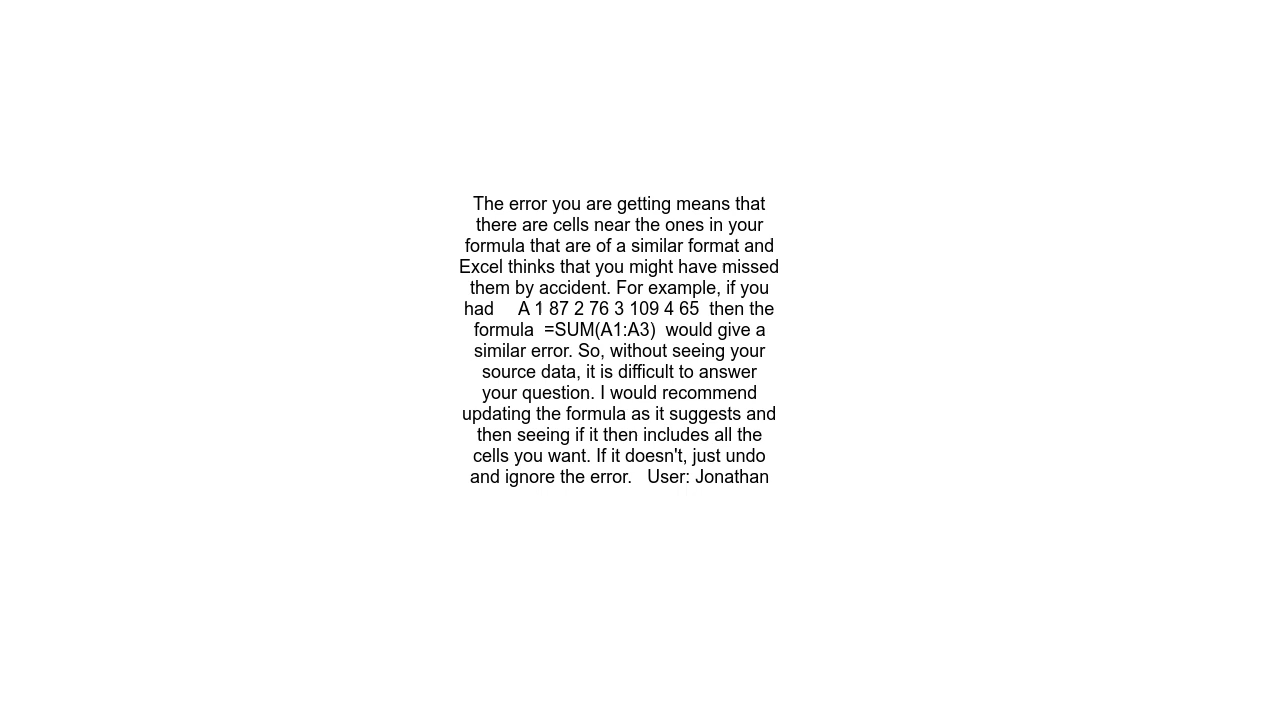 The error you are getting means that
there are cells near the ones in your
formula that are of a similar format and
Excel thinks that you might have missed
them by accident. For example, if you
had     A 1 87 2 76 3 109 4 65  then the
formula  =SUM(A1:A3)  would give a
similar error. So, without seeing your
source data, it is difficult to answer
your question. I would recommend
updating the formula as it suggests and
then seeing if it then includes all the
cells you want. If it doesn't, just undo
and ignore the error.   User: Jonathan